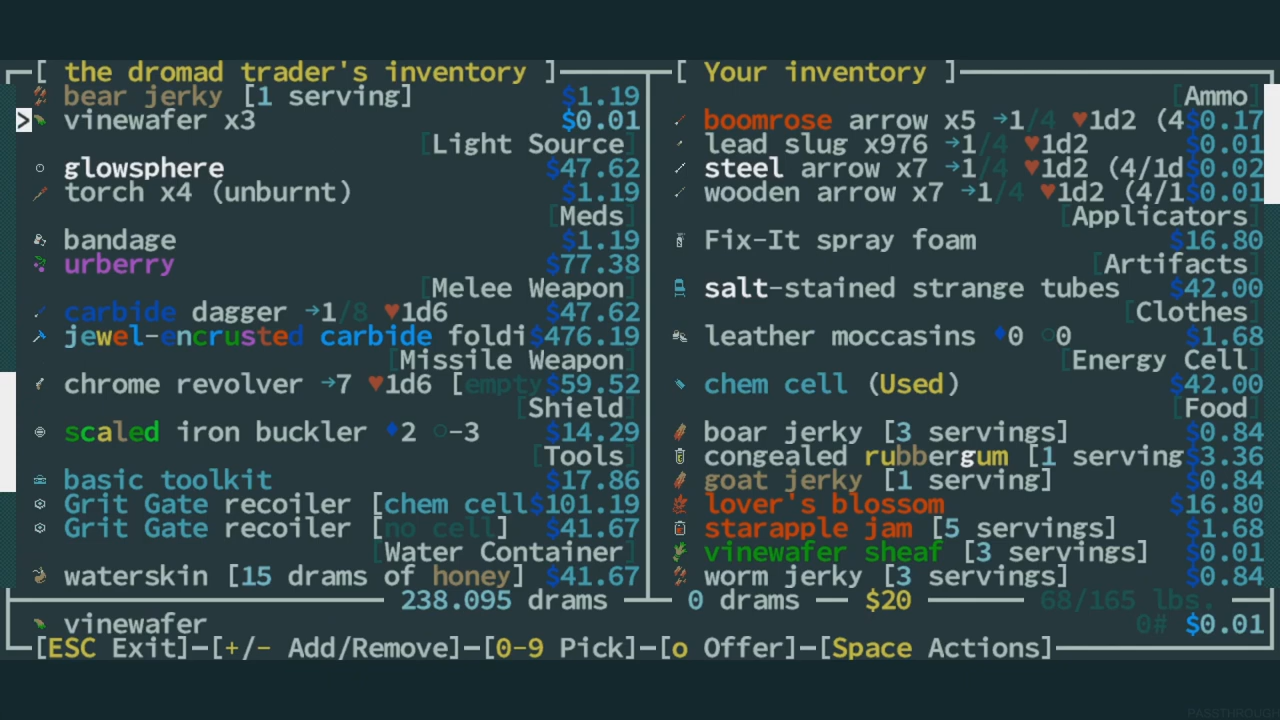 [ the dromad trader's inventory ]
bear jerky [1 serving] $1.19
> vinewafer x3 $0.01
[Light Source]
glowsphere $47.62
torch x4 (unburnt) $1.19
[Meds]
bandage $1.19
urberry $77.38
[Melee Weapon]
carbide dagger →1/8 ♥1d6 $47.62
jewel-encrusted carbide foldi$476.19
[Missile Weapon]
chrome revolver →7 ♥1d6 [empty$59.52
[Shield]
scaled iron buckler ♦2 ○-3 $14.29
[Tools]
basic toolkit $17.86
Grit Gate recoiler [chem cell$101.19
Grit Gate recoiler [no cell] $41.67
[Water Container]
waterskin [15 drams of honey] $41.67
238.095 drams
[ Your inventory ]
[Ammo]
boomrose arrow x5 →1/4 ♥1d2 (4$0.17
lead slug x976 →1/4 ♥1d2 $0.01
steel arrow x7 →1/4 ♥1d2 (4/1d$0.02
wooden arrow x7 →1/4 ♥1d2 (4/1$0.01
[Applicators]
Fix-It spray foam $16.80
[Artifacts]
salt-stained strange tubes $42.00
[Clothes]
leather moccasins ♦0 ○0 $1.68
[Energy Cell]
chem cell (Used) $42.00
[Food]
boar jerky [3 servings] $0.84
congealed rubbergum [1 serving$3.36
goat jerky [1 serving] $0.84
lover's blossom $16.80
starapple jam [5 servings] $1.68
vinewafer sheaf [3 servings] $0.01
worm jerky [3 servings] $0.84
0 drams $20 68/165 lbs.
vinewafer 0# $0.01
[ESC Exit]-[+/- Add/Remove]-[0-9 Pick]-[o Offer]-[Space Actions]